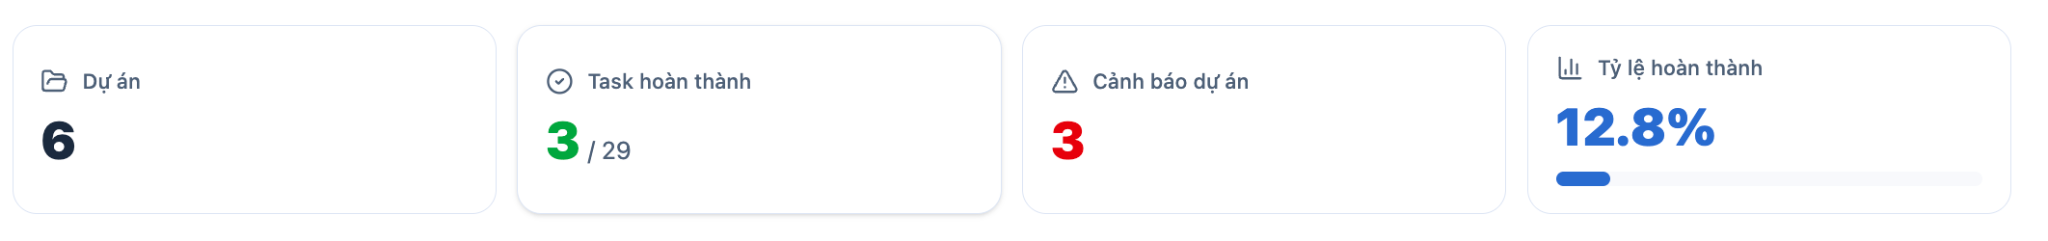 Dự án
6
Task hoàn thành
3 / 29
Cảnh báo dự án
3
Tỷ lệ hoàn thành
12.8%